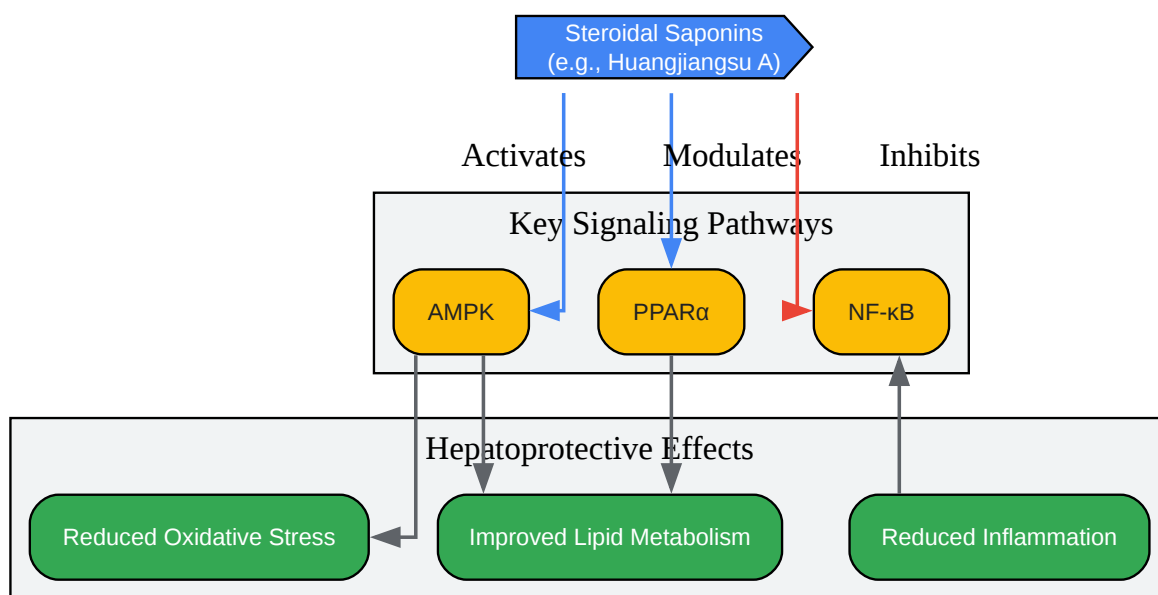 Steroidal Saponins
(e.g., Huangjiangsu A)
Activates
Modulates
Inhibits
Key Signaling Pathways
AMPK
PPARα
NF-κB
Hepatoprotective Effects
Reduced Oxidative Stress
Improved Lipid Metabolism
Reduced Inflammation